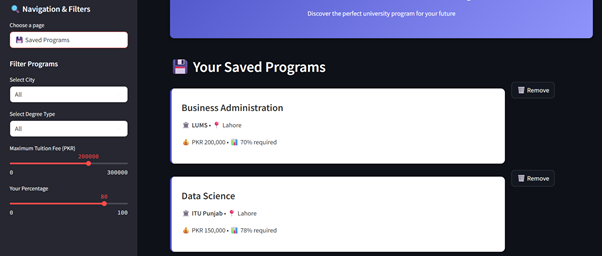 Navigation & Filters
Choose a page
Saved Programs
Filter Programs
Select City
All
Select Degree Type
All
Maximum Tuition Fee (PKR)
200000
0 300000
Your Percentage
80
0 100
Discover the perfect university program for your future
Your Saved Programs
Business Administration
LUMS • Lahore
PKR 200,000 • 70% required
Remove
Data Science
ITU Punjab • Lahore
PKR 150,000 • 78% required
Remove